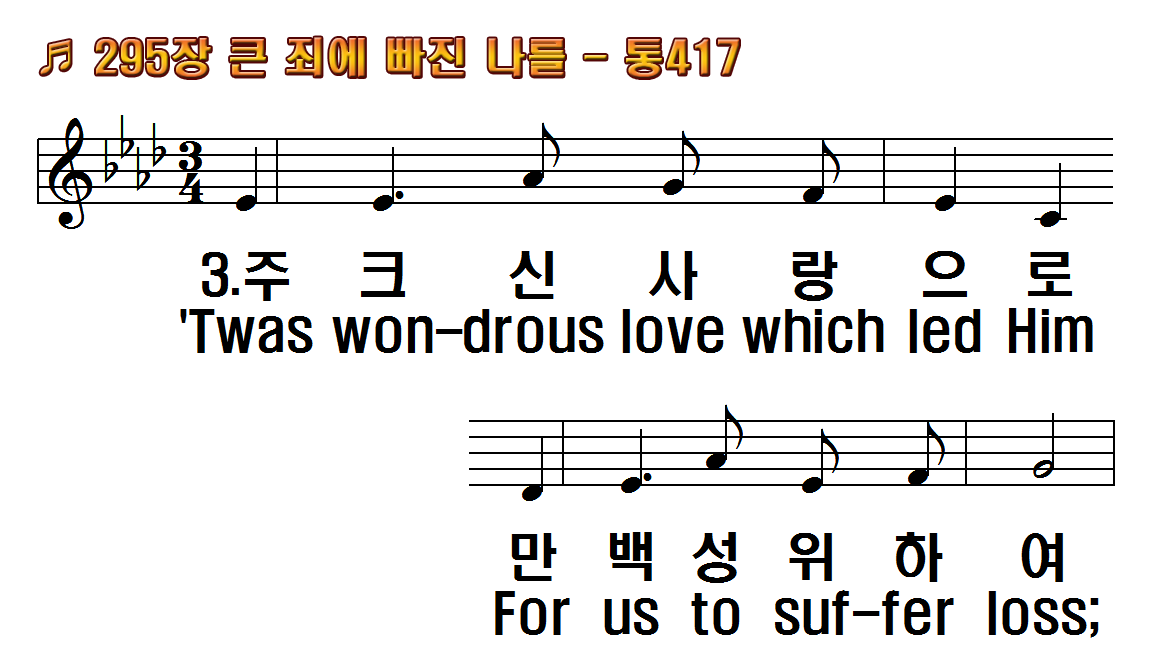 ♬ 295장 큰 죄에 빠진 나를 - 통417
3.주 크 신 사 랑 으 로
'Twas won-drous love which led Him
만 백 성 위 하 여
For us to suf-fer loss;